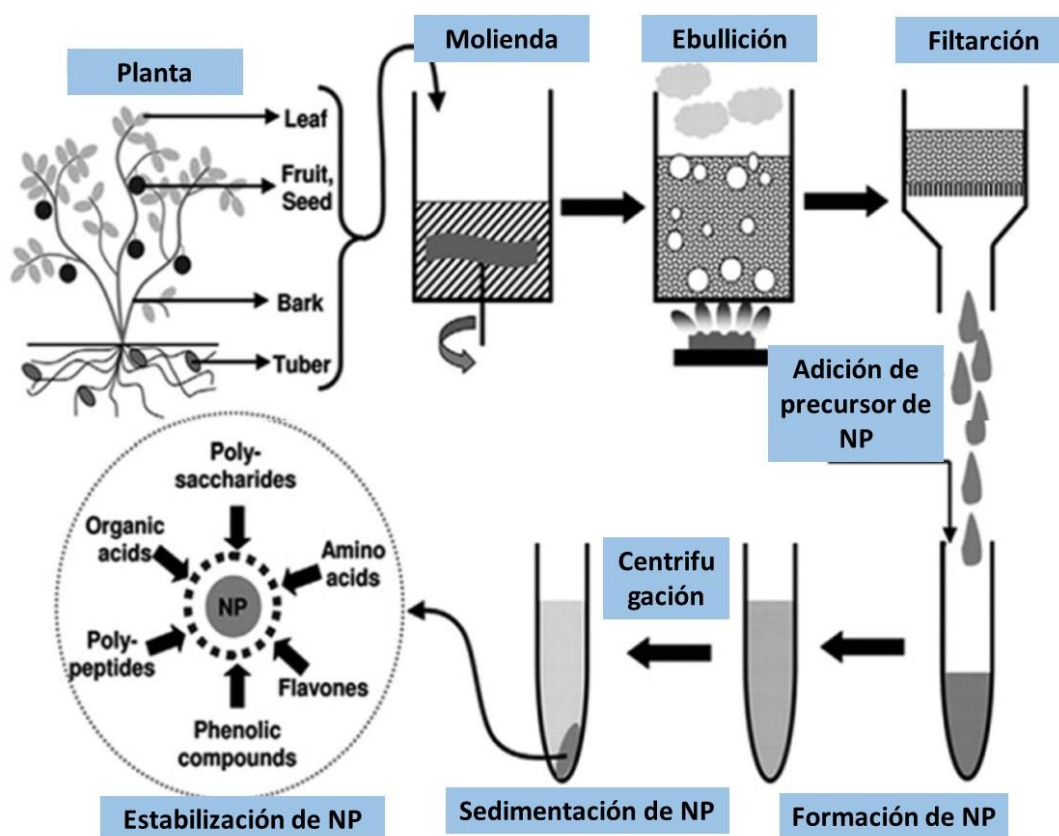 Planta
Molienda
Ebullición
Filtarción
Leaf
Fruit,
Seed
Bark
Tuber
Adición de
precursor de
NP
Poly-
saccharides
Organic
acids
Amino
acids
NP
Poly-
peptides
Flavones
Phenolic
compounds
Centrifu
gación
Estabilización de NP
Sedimentación de NP
Formación de NP